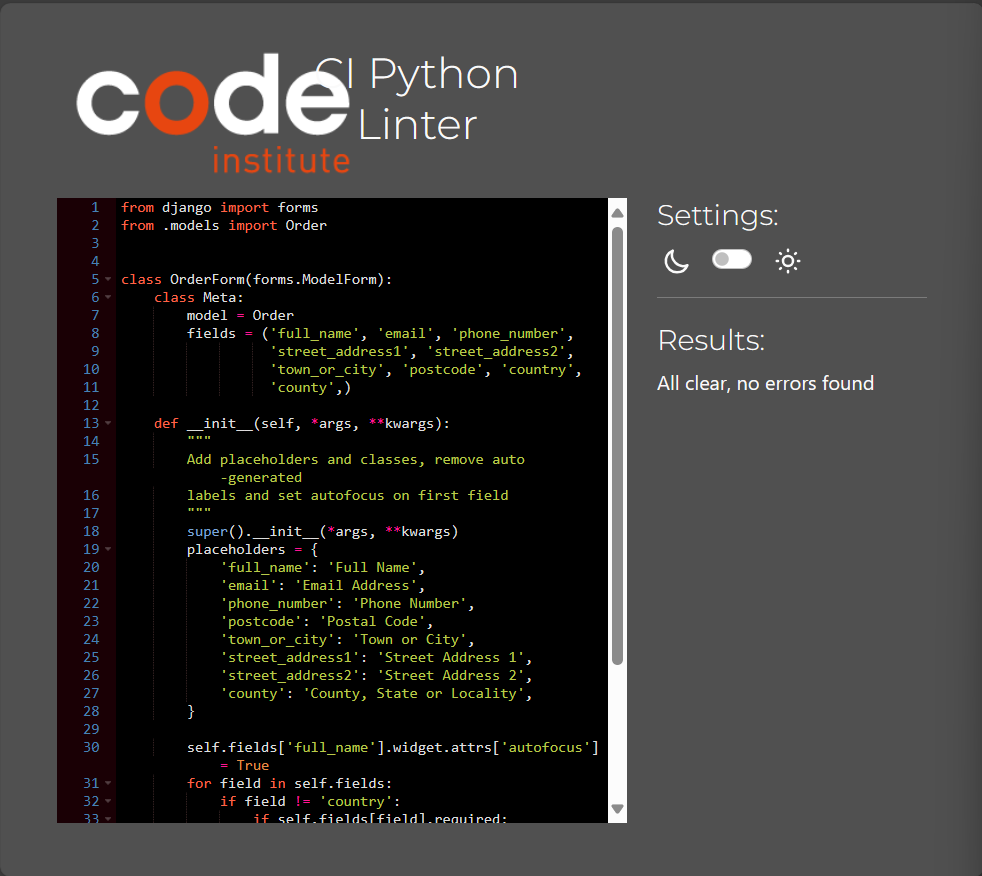 code
institute
CI Python
Linter
1 from django import forms
2 from .models import Order
3
4
5 class OrderForm(forms.ModelForm):
6     class Meta:
7         model = Order
8         fields = ('full_name', 'email', 'phone_number',
9                   'street_address1', 'street_address2',
10                   'town_or_city', 'postcode', 'country',
11                   'county',)
12
13     def __init__(self, *args, **kwargs):
14         """
15         Add placeholders and classes, remove auto
-generated
16         labels and set autofocus on first field
17         """
18         super().__init__(*args, **kwargs)
19         placeholders = {
20             'full_name': 'Full Name',
21             'email': 'Email Address',
22             'phone_number': 'Phone Number',
23             'postcode': 'Postal Code',
24             'town_or_city': 'Town or City',
25             'street_address1': 'Street Address 1',
26             'street_address2': 'Street Address 2',
27             'county': 'County, State or Locality',
28         }
29
30         self.fields['full_name'].widget.attrs['autofocus']
= True
31         for field in self.fields:
32             if field != 'country':
33                 if self.fields[field].required:
Settings:
Results:
All clear, no errors found